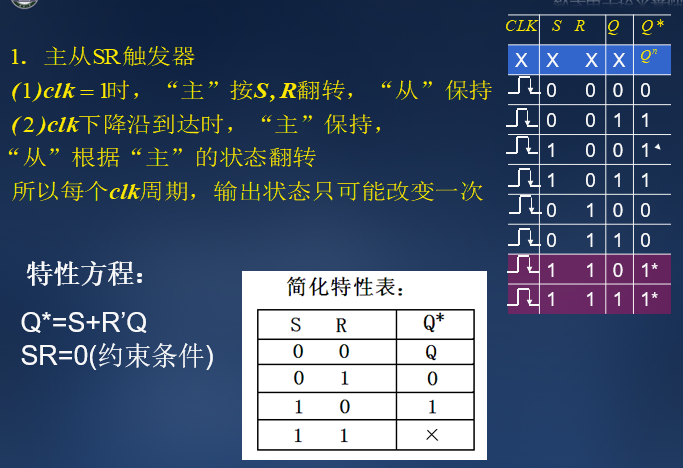 1. 主从SR触发器
(1)clk = 1时，“主”按S, R翻转，“从”保持
(2)clk下降沿到达时，“主”保持，
“从”根据“主”的状态翻转
所以每个clk周期，输出状态只可能改变一次
特性方程：
Q*=S+R’Q
SR=0(约束条件)
简化特性表：
S R Q*
0 0 Q
0 1 0
1 0 1
1 1 ×
CLK S R Q Q*
X X X X Qⁿ
0 0 0 0
0 0 1 1
1 0 0 1
1 0 1 1
0 1 0 0
0 1 1 0
1 1 0 1*
1 1 1 1*